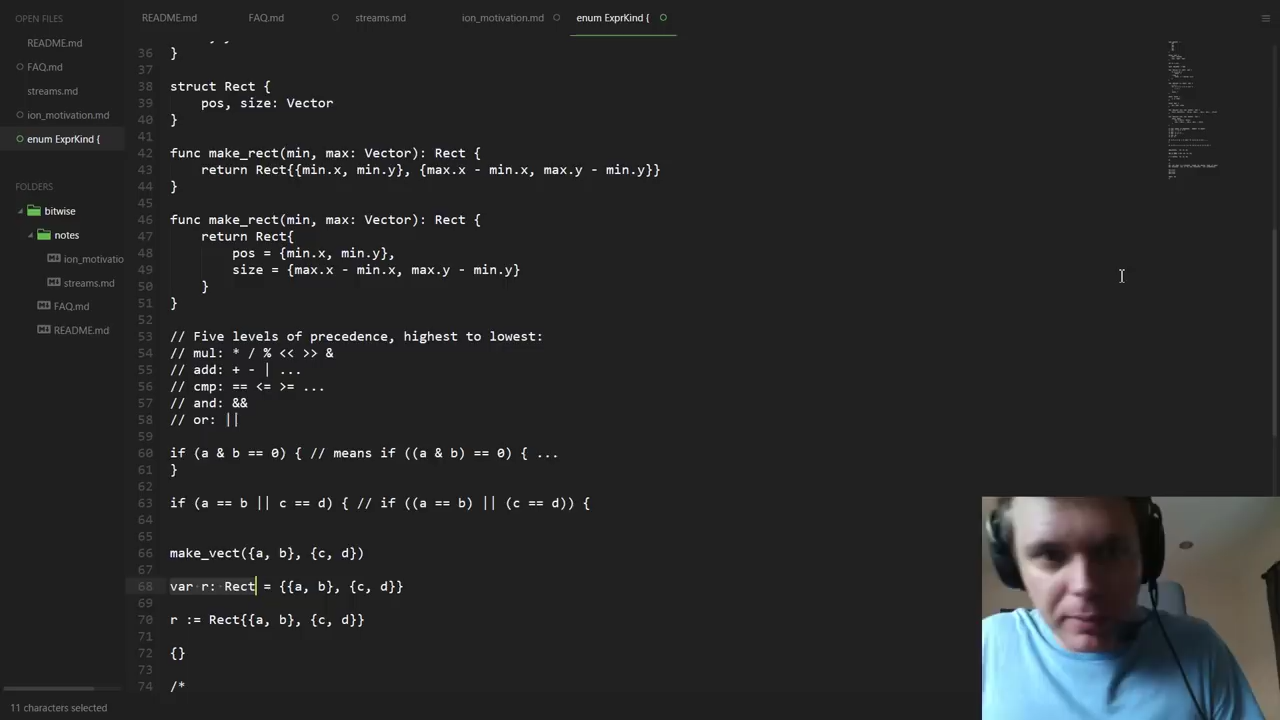 OPEN FILES
README.md
FAQ.md
streams.md
ion_motivation.md
enum ExprKind {
FOLDERS
bitwise
notes
ion_motivatio
streams.md
FAQ.md
README.md
README.md
FAQ.md
streams.md
ion_motivation.md
enum ExprKind {
36 }
37
38 struct Rect {
39 pos, size: Vector
40 }
41
42 func make_rect(min, max: Vector): Rect {
43 return Rect{{min.x, min.y}, {max.x - min.x, max.y - min.y}}
44 }
45
46 func make_rect(min, max: Vector): Rect {
47 return Rect{
48 pos = {min.x, min.y},
49 size = {max.x - min.x, max.y - min.y}
50 }
51 }
52
53 // Five levels of precedence, highest to lowest:
54 // mul: * / % << >> &
55 // add: + - | ...
56 // cmp: == <= >= ...
57 // and: &&
58 // or: ||
59
60 if (a & b == 0) { // means if ((a & b) == 0) { ...
61 }
62
63 if (a == b || c == d) { // if ((a == b) || (c == d)) {
64
65
66 make_vect({a, b}, {c, d})
67
68 var r: Rect = {{a, b}, {c, d}}
69
70 r := Rect{{a, b}, {c, d}}
71
72 {}
73
74 /*
11 characters selected